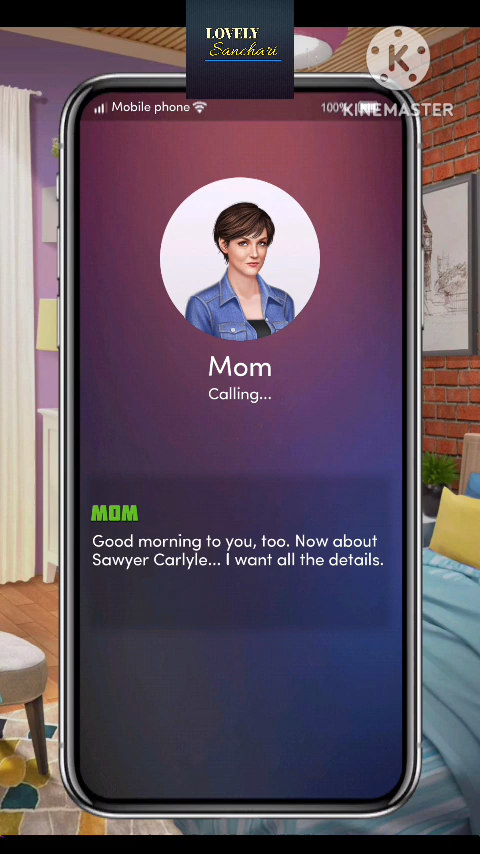 LOVELY
Sanchari
KINEMASTER
Mobile phone
100%
Mom
Calling...
MOM
Good morning to you, too. Now about
Sawyer Carlyle... I want all the details.